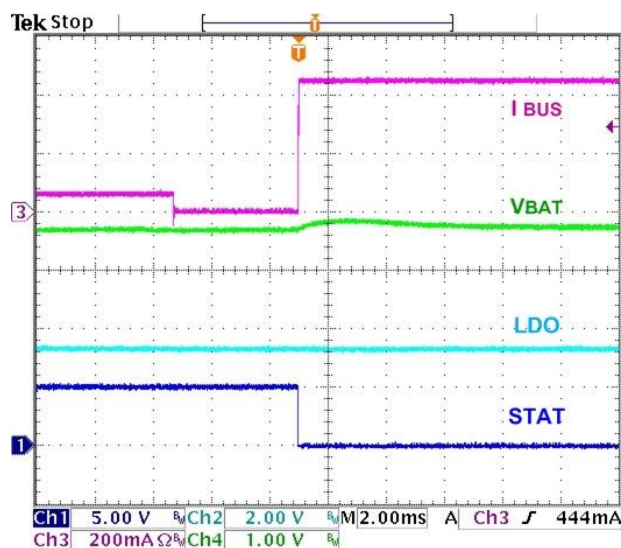 Tek Stop
T
T
I BUS
3
VBAT
LDO
STAT
1
Ch1 5.00 V BW Ch2 2.00 V BW M 2.00ms A Ch3 ƒ 444mA
Ch3 200mA Ω BW Ch4 1.00 V BW